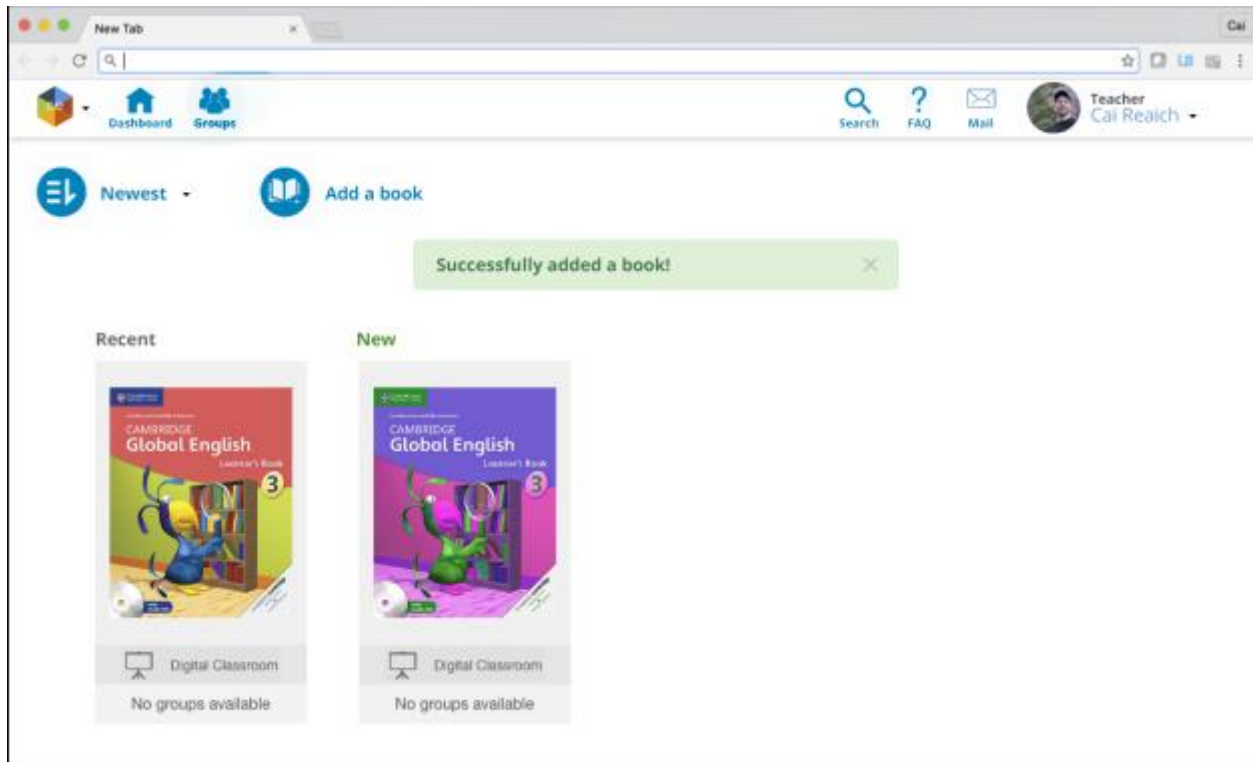 New Tab
Cai
Dashboard
Groups
Search
FAQ
Mail
Teacher
Cai Reaich
Newest
Add a book
Successfully added a book!
Recent
New
CAMBRIDGE
Global English
Learner's Book
3
CAMBRIDGE
Global English
Learner's Book
3
Digital Classroom
Digital Classroom
No groups available
No groups available